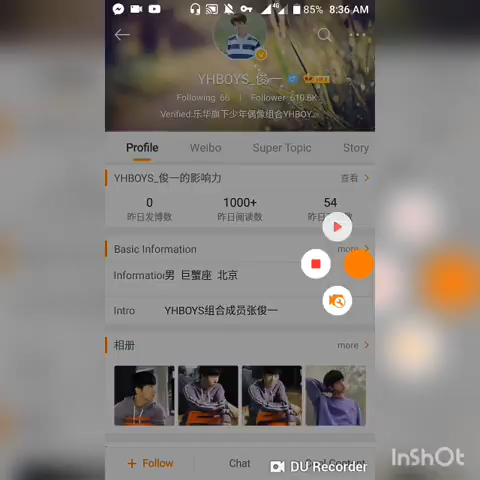 4G
85% 8:36 AM
YHBOYS_俊一
Following 66 | Follower 610.6K
Verified:乐华旗下少年偶像组合YHBOY...
Profile Weibo Super Topic Story
YHBOYS_俊一的影响力 查看
0 1000+ 54
昨日发博数 昨日阅读数 昨日
Basic Information more
Information 男 巨蟹座 北京
Intro YHBOYS组合成员张俊一
相册 more
+ Follow Chat
DU Recorder
InShOt